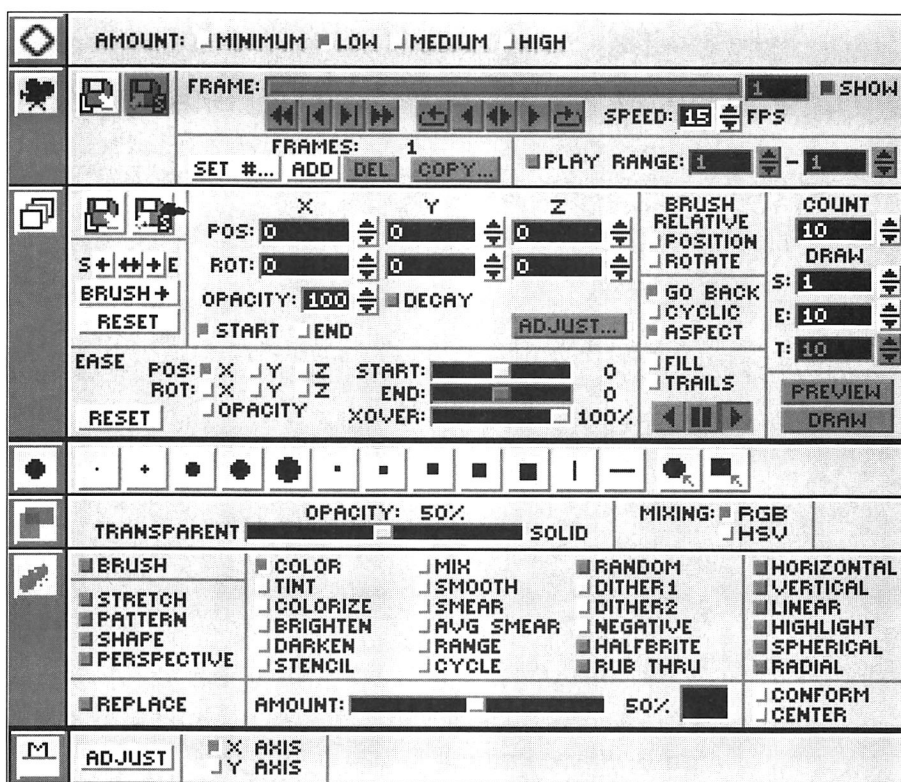 AMOUNT: MINIMUM LOW MEDIUM HIGH
FRAME: 1 SHOW
SPEED: 15 FPS
FRAMES: 1
SET #... ADD DEL COPY...
PLAY RANGE: 1 - 1
S
X Y Z
POS: 0 0 0
ROT: 0 0 0
OPACITY: 100 DECAY
START END
ADJUST...
S E
BRUSH
RESET
BRUSH
RELATIVE
POSITION
ROTATE
GO BACK
CYCLIC
ASPECT
FILL
TRAILS
COUNT
10
DRAW
S: 1
E: 10
T: 10
PREVIEW
DRAW
EASE
POS: X Y Z
ROT: X Y Z
OPACITY
RESET
START: 0
END: 0
XOVER: 100%
OPACITY: 50%
TRANSPARENT SOLID
MIXING: RGB
HSV
BRUSH
STRETCH
PATTERN
SHAPE
PERSPECTIVE
REPLACE
COLOR MIX RANDOM
TINT SMOOTH DITHER1
COLORIZE SMEAR DITHER2
BRIGHTEN AVG SMEAR NEGATIVE
DARKEN RANGE HALFBRITE
STENCIL CYCLE RUB THRU
AMOUNT: 50%
HORIZONTAL
VERTICAL
LINEAR
HIGHLIGHT
SPHERICAL
RADIAL
CONFORM
CENTER
M
ADJUST
X AXIS
Y AXIS